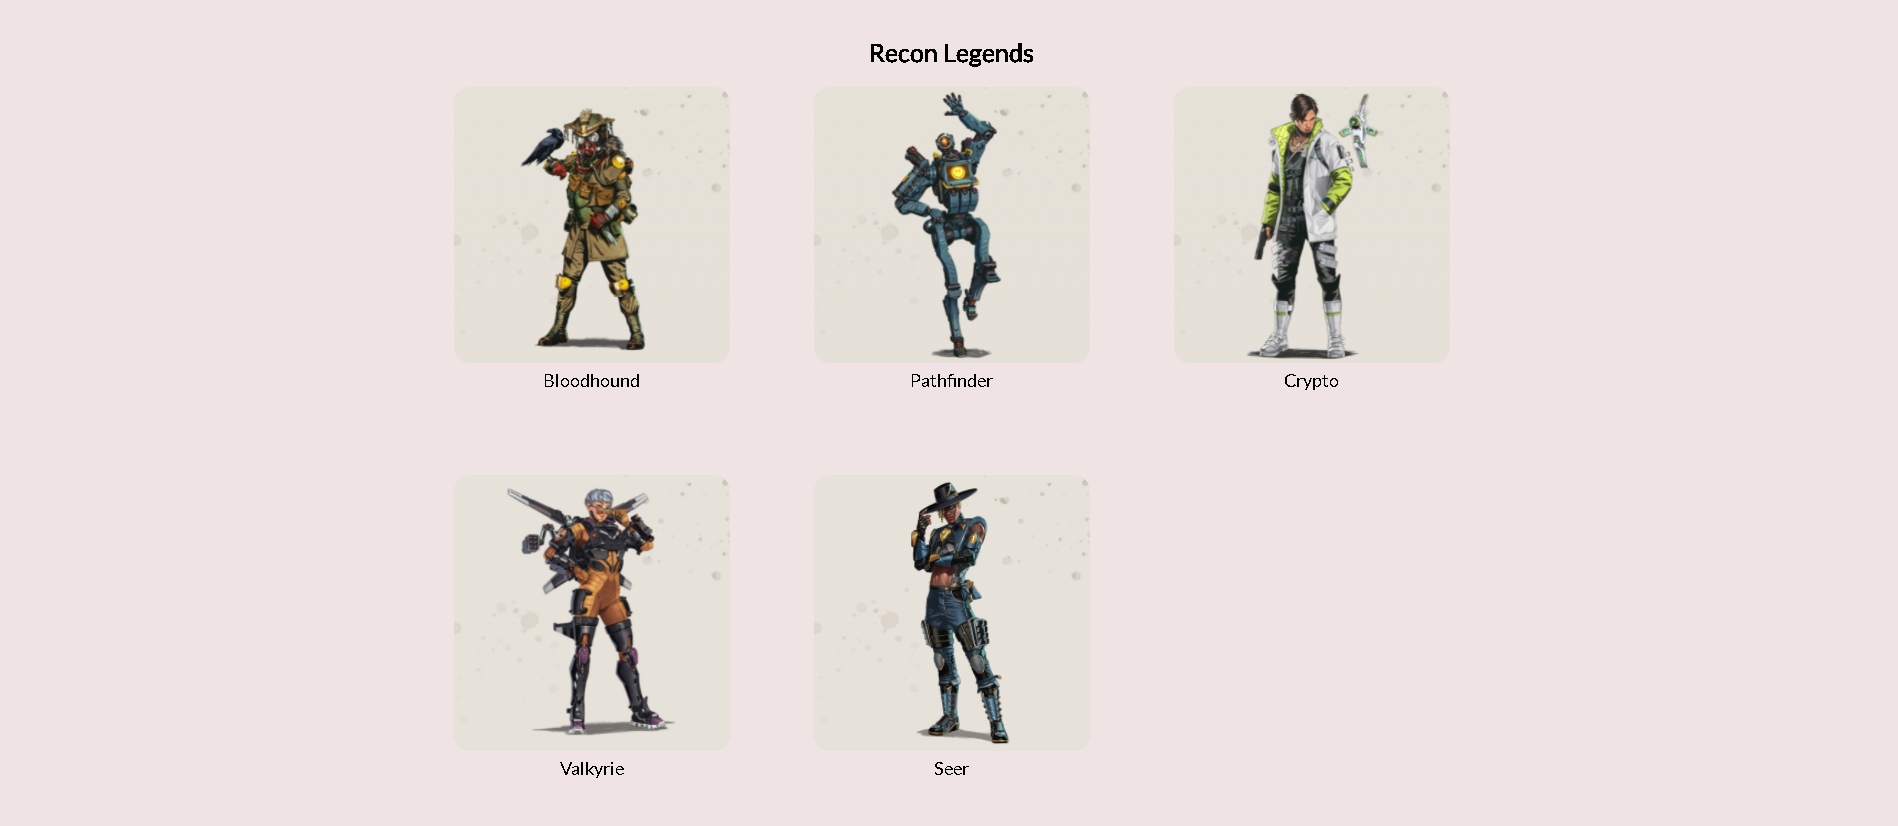 Recon Legends
Bloodhound
Pathfinder
Crypto
Valkyrie
Seer